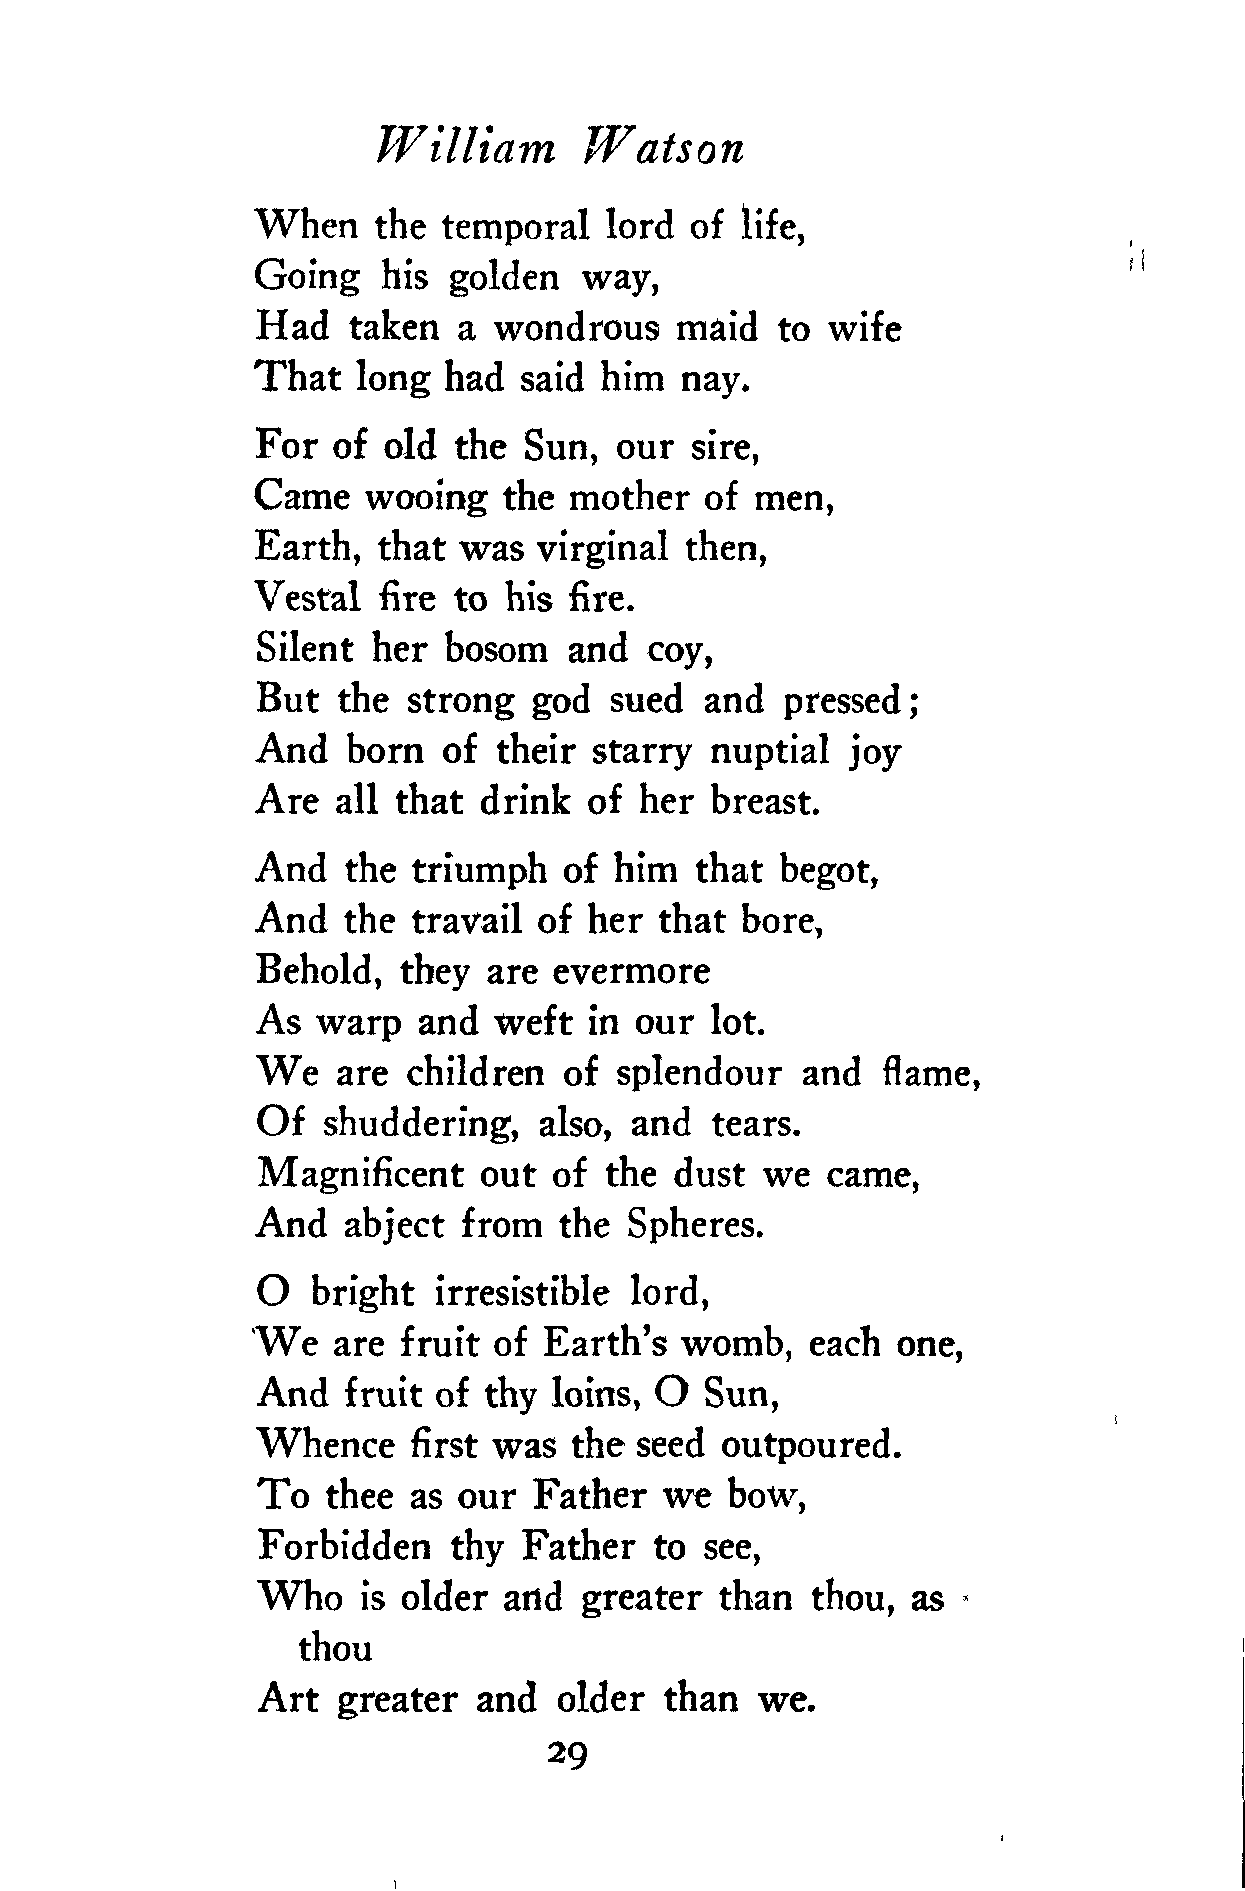 William Watson
When the temporal lord of life,
Going his golden way,
Had taken a wondrous maid to wife
That long had said him nay.
For of old the Sun, our sire,
Came wooing the mother of men,
Earth, that was virginal then,
Vestal fire to his fire.
Silent her bosom and coy,
But the strong god sued and pressed;
And born of their starry nuptial joy
Are all that drink of her breast.
And the triumph of him that begot,
And the travail of her that bore,
Behold, they are evermore
As warp and weft in our lot.
We are children of splendour and flame,
Of shuddering, also, and tears.
Magnificent out of the dust we came,
And abject from the Spheres.
O bright irresistible lord,
We are fruit of Earth's womb, each one,
And fruit of thy loins, O Sun,
Whence first was the seed outpoured.
To thee as our Father we bow,
Forbidden thy Father to see,
Who is older and greater than thou, as
thou
Art greater and older than we.
29